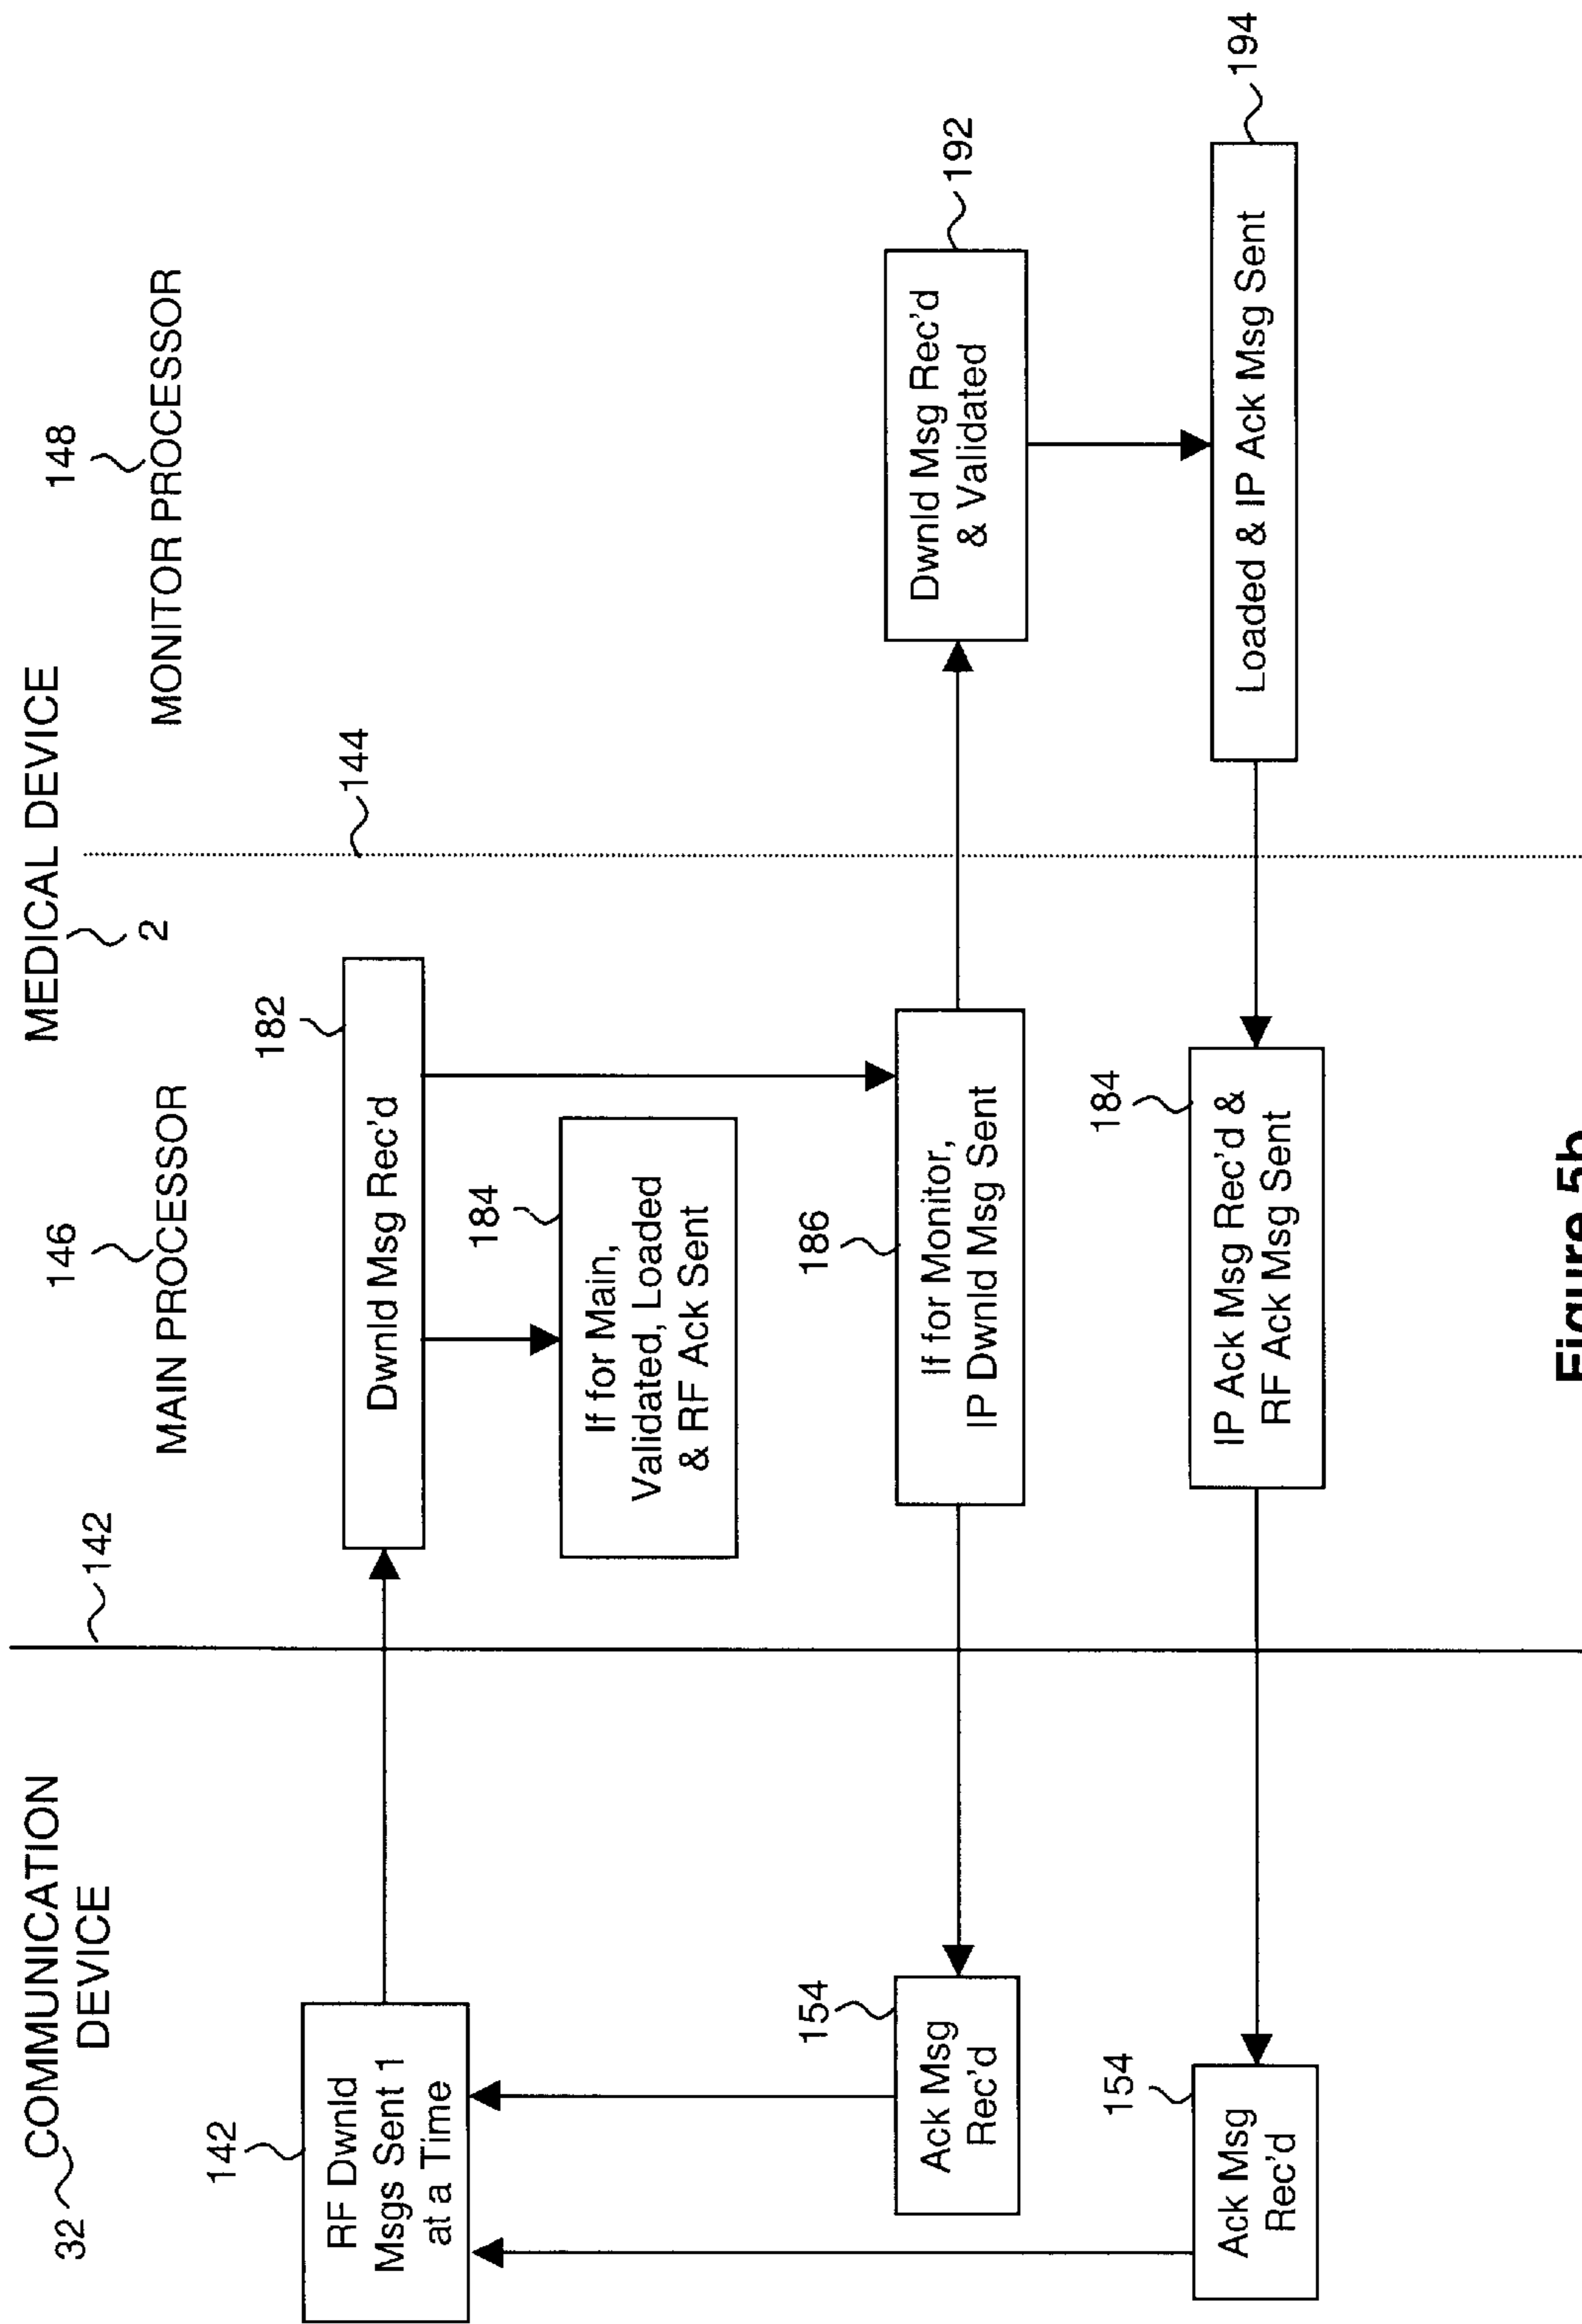 32
COMMUNICATION
DEVICE
142
MEDICAL DEVICE
2
146
MAIN PROCESSOR
148
MONITOR PROCESSOR
144
142
RF Dwnld
Msgs Sent 1
at a Time
182
Dwnld Msg Rec'd
184
If for Main,
Validated, Loaded
& RF Ack Sent
154
Ack Msg
Rec'd
186
If for Monitor,
IP Dwnld Msg Sent
192
Dwnld Msg Rec'd
& Validated
154
Ack Msg
Rec'd
184
IP Ack Msg Rec'd &
RF Ack Msg Sent
194
Loaded & IP Ack Msg Sent
Figure 5b